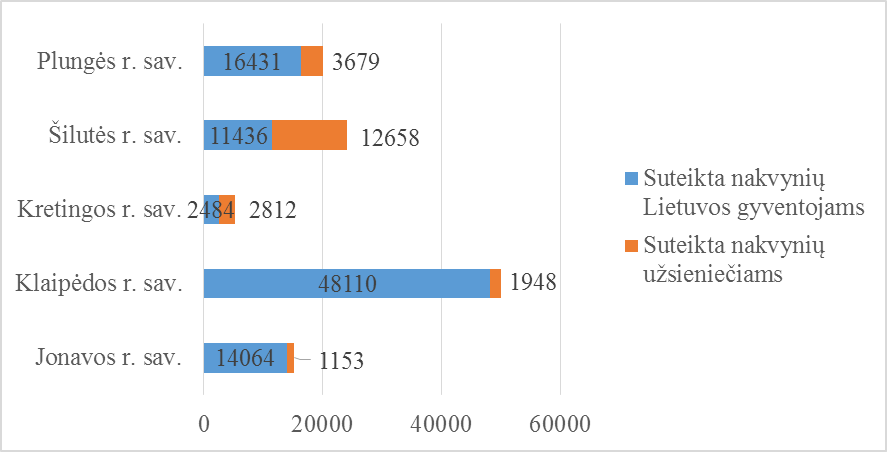 Plungės r. sav.
16431
3679
Šilutės r. sav.
11436
12658
Kretingos r. sav.
2484
2812
Klaipėdos r. sav.
48110
1948
Jonavos r. sav.
14064
1153
0
20000
40000
60000
Suteikta nakvynių
Lietuvos gyventojams
Suteikta nakvynių
užsieniečiams